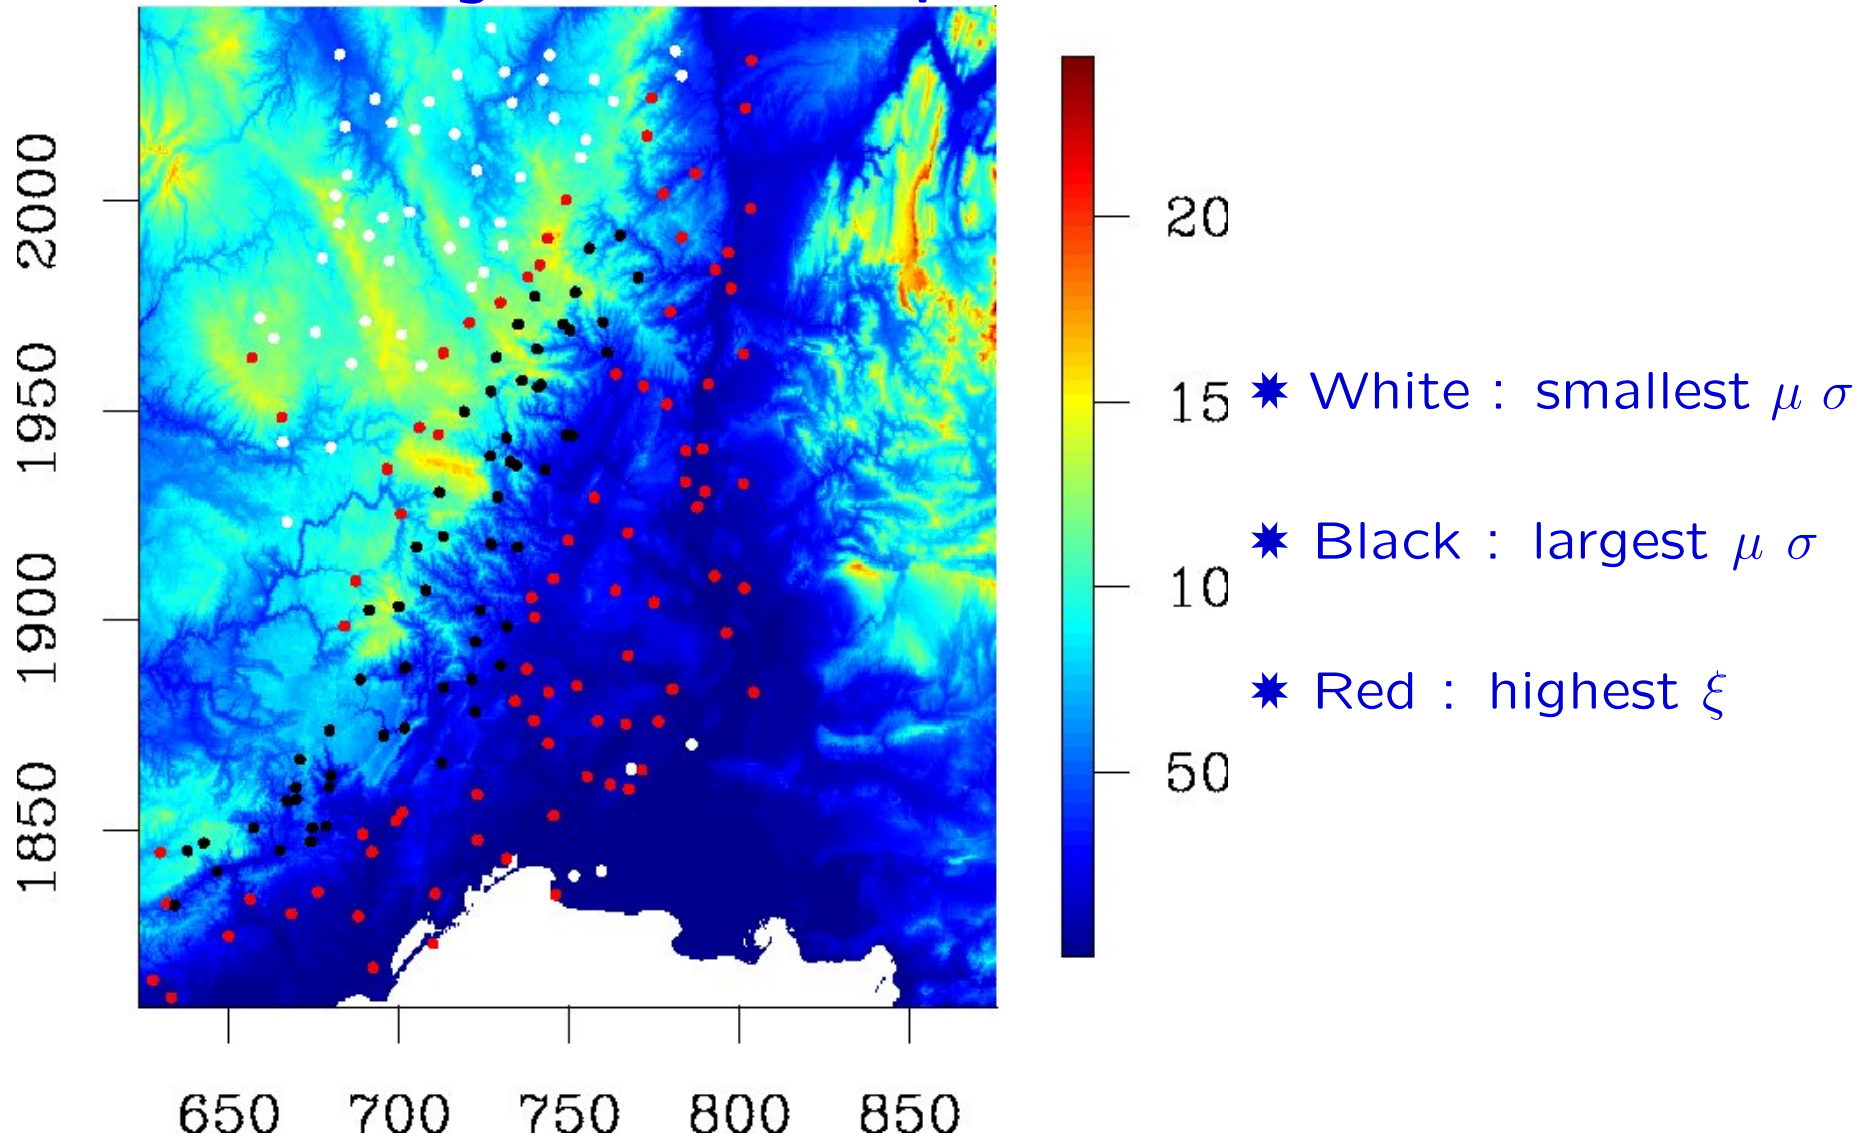 2000
1950
1900
1850
650 700 750 800 850
20
15
10
50
✷ White : smallest μ σ
✷ Black : largest μ σ
✷ Red : highest ξ